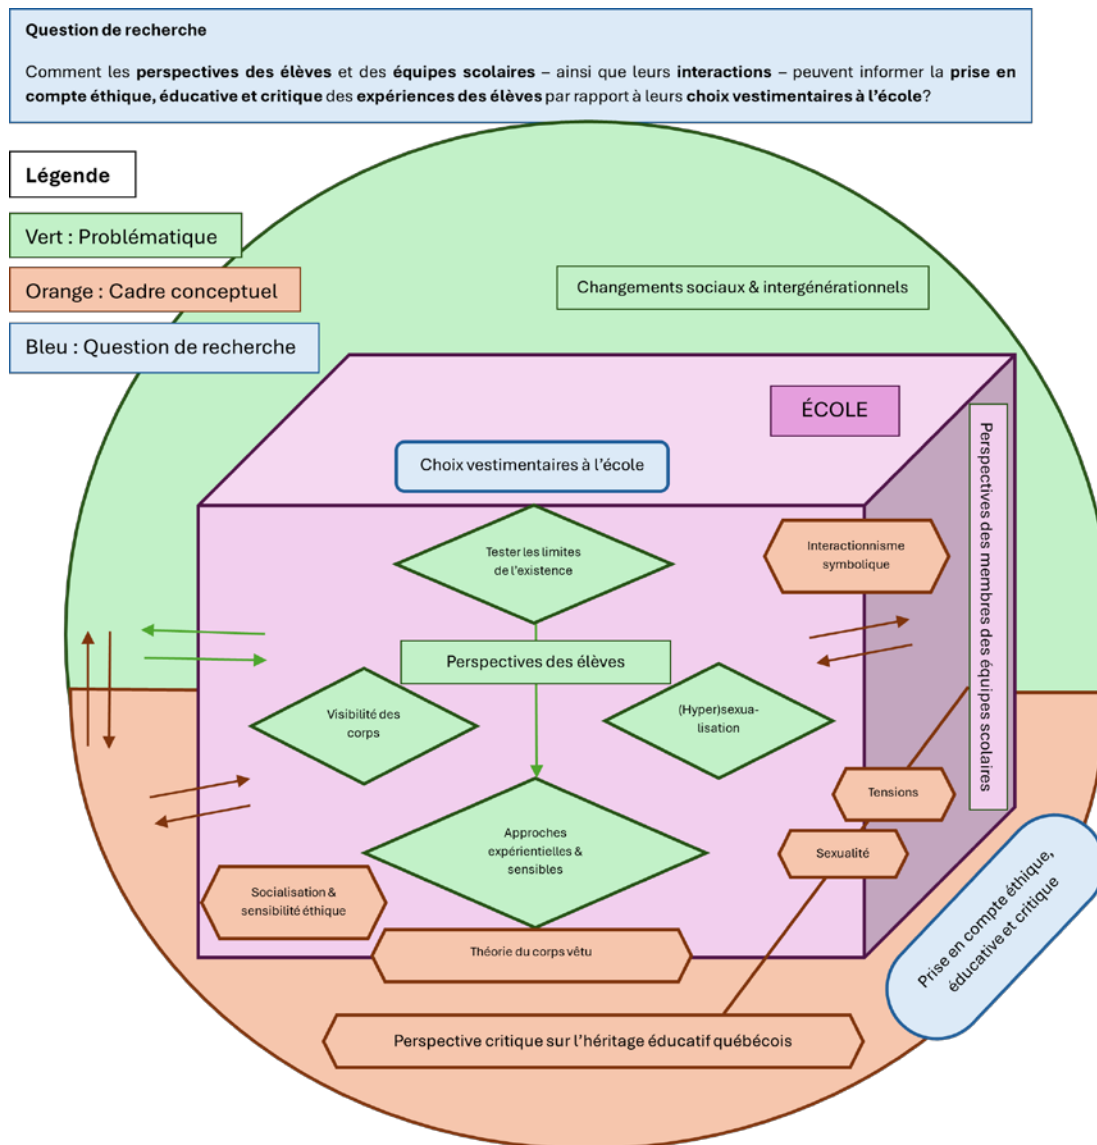 Question de recherche
Comment les perspectives des élèves et des équipes scolaires – ainsi que leurs interactions – peuvent informer la prise en
compte éthique, éducative et critique des expériences des élèves par rapport à leurs choix vestimentaires à l'école?
Légende
Vert : Problématique
Orange : Cadre conceptuel
Bleu : Question de recherche
Changements sociaux & intergénérationnels
ÉCOLE
Choix vestimentaires à l'école
Perspectives des membres des équipes scolaires
Tester les limites
de l'existence
Interactionnisme
symbolique
Perspectives des élèves
Visibilité des
corps
(Hyper)sexua-
lisation
Tensions
Approches
expérientielles &
sensibles
Sexualité
Socialisation &
sensibilité éthique
Théorie du corps vêtu
Prise en compte éthique,
éducative et critique
Perspective critique sur l'héritage éducatif québécois